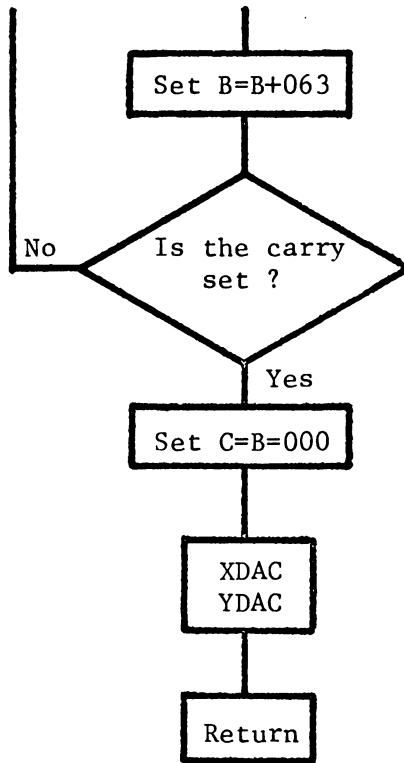 Set B=B+063
No
Is the carry
set ?
Yes
Set C=B=000
XDAC
YDAC
Return